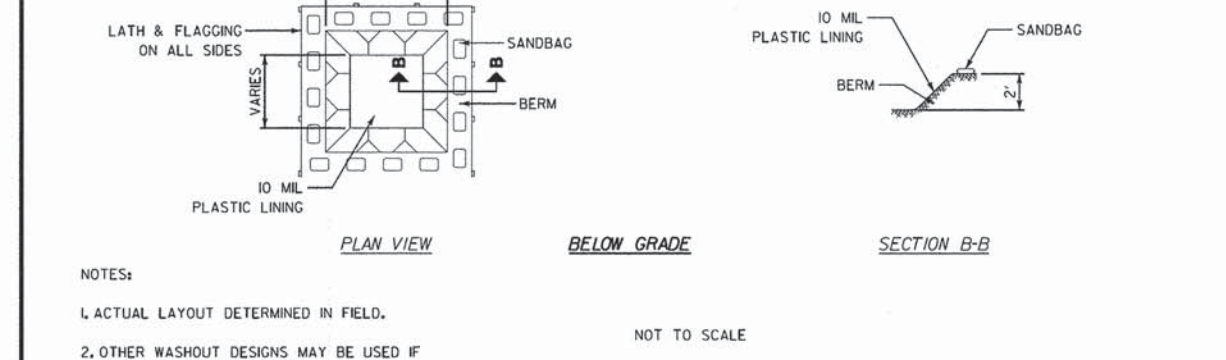 LATH & FLAGGING
ON ALL SIDES
VARIES
B
B
SANDBAG
BERM
10 MIL
PLASTIC LINING
10 MIL
PLASTIC LINING
SANDBAG
BERM
2'
PLAN VIEW
BELOW GRADE
SECTION B-B
NOTES:
1. ACTUAL LAYOUT DETERMINED IN FIELD.
NOT TO SCALE
2. OTHER WASHOUT DESIGNS MAY BE USED IF